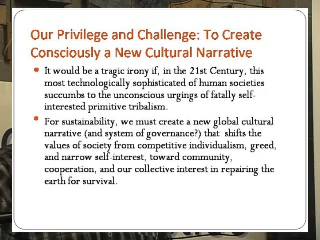 Our Privilege and Challenge: To Create
Consciously a New Cultural Narrative
It would be a tragic irony if, in the 21st Century, this
most technologically sophisticated of human societies
succumbs to the unconscious urgings of fatally self-
interested primitive tribalism.
For sustainability, we must create a new global cultural
narrative (and system of governance?) that shifts the
values of society from competitive individualism, greed,
and narrow self-interest, toward community,
cooperation, and our collective interest in repairing the
earth for survival.